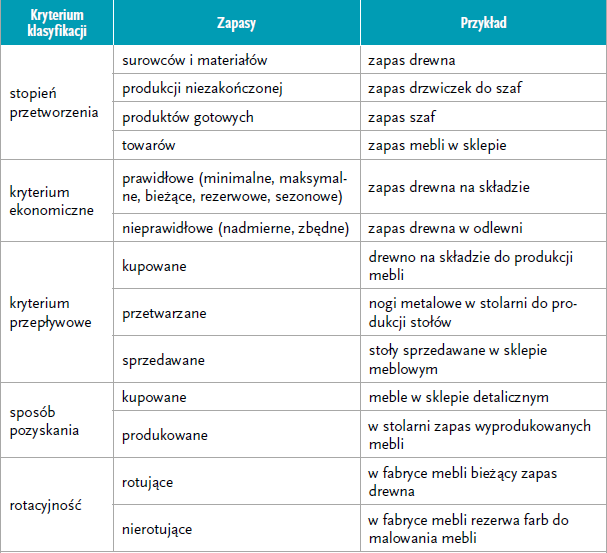 Kryterium
klasyfikacji
Zapasy
Przykład
stopień
przetworzenia
surowców i materiałów
zapas drewna
produkcji niezakończonej
zapas drzwiczek do szaf
produktów gotowych
zapas szaf
towarów
zapas mebli w sklepie
kryterium
ekonomiczne
prawidłowe (minimalne, maksymal-
ne, bieżące, rezerwowe, sezonowe)
zapas drewna na składzie
nieprawidłowe (nadmierne, zbędne)
zapas drewna w odlewni
kryterium
przepływowe
kupowane
drewno na składzie do produkcji
mebli
przetwarzane
nogi metalowe w stolarni do pro-
dukcji stołów
sprzedawane
stoły sprzedawane w sklepie
meblowym
sposób
pozyskania
kupowane
meble w sklepie detalicznym
produkowane
w stolarni zapas wyprodukowanych
mebli
rotacyjność
rotujące
w fabryce mebli bieżący zapas
drewna
nierotujące
w fabryce mebli rezerwa farb do
malowania mebli